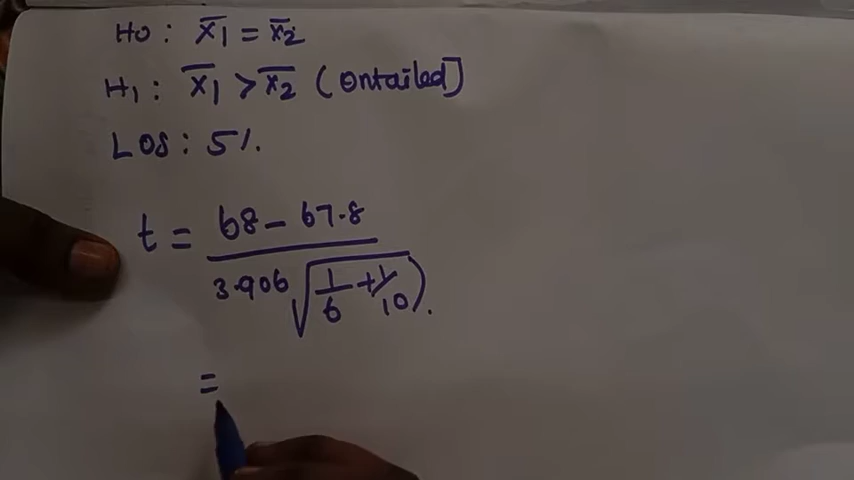 H0 : x̄1 = x̄2
H1 : x̄1 > x̄2 (Ontailed]
LOS : 5%.
t = 68 - 67.8 / 3.906 √(1/6 + 1/10).
=